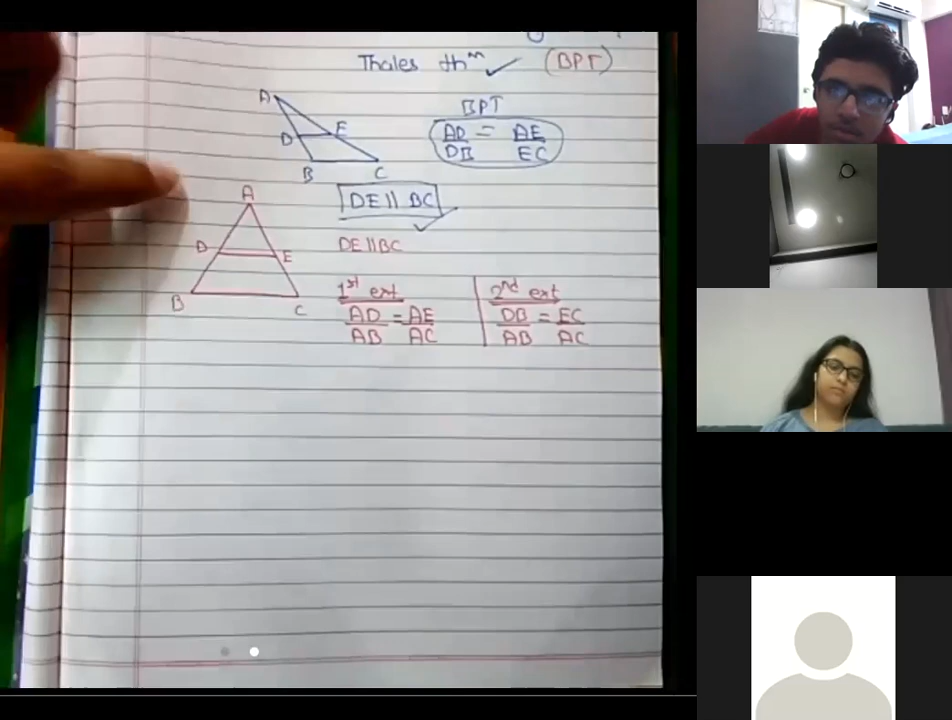 Thales thm ✓ (BPT)
A
D E
B C
BPT
AD = AE
DB EC
DE || BC
A
D E
B C
DE || BC
1st ext
AD = AE
AB AC
2nd ext
DB = EC
AB AC